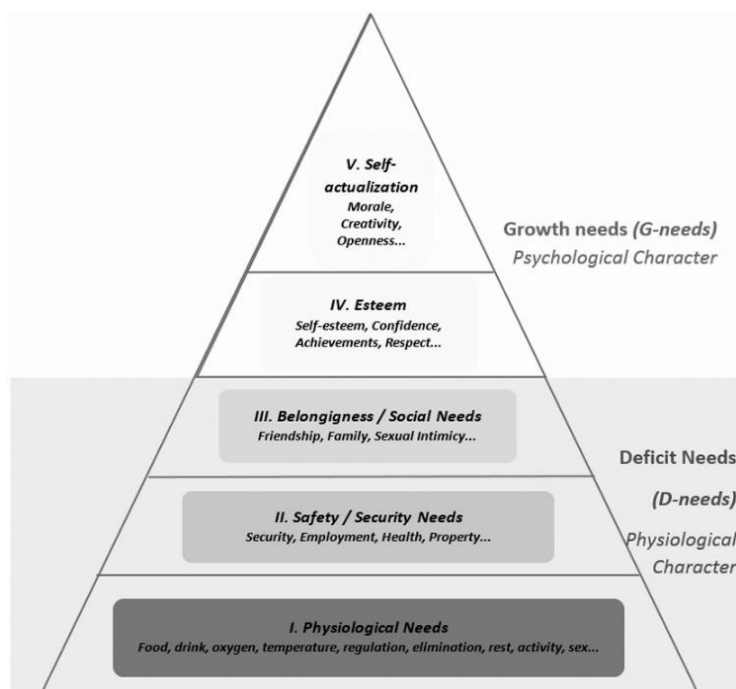 V. Self-
actualization
Morale,
Creativity,
Openness...
Growth needs (G-needs)
Psychological Character
IV. Esteem
Self-esteem, Confidence,
Achievements, Respect...
III. Belongigness / Social Needs
Friendship, Family, Sexual Intimicy...
Deficit Needs
(D-needs)
Physiological
Character
II. Safety / Security Needs
Security, Employment, Health, Property...
I. Physiological Needs
Food, drink, oxygen, temperature, regulation, elimination, rest, activity, sex...